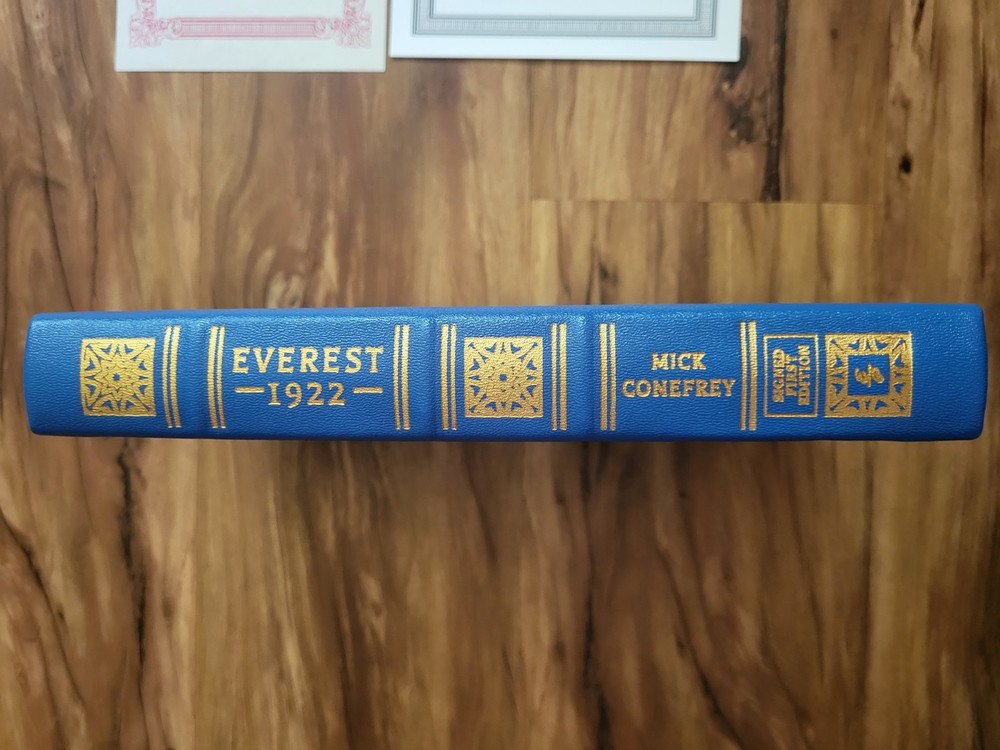 EVEREST
—1922—
MICK
CONEFREY
SIGNED
FIRST
EDITION